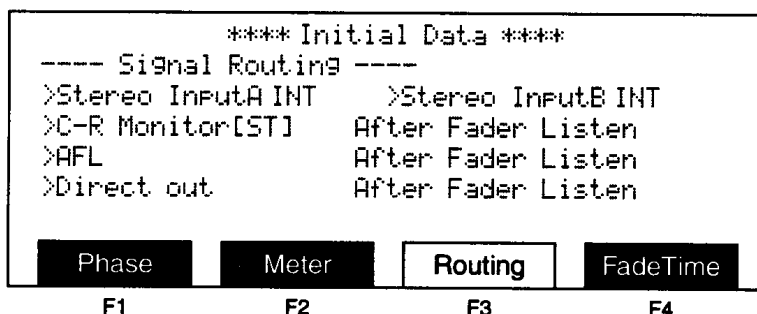 **** Initial Data ****
---- Signal Routing ----
>Stereo InputA INT >Stereo InputB INT
>C-R Monitor[ST] After Fader Listen
>AFL After Fader Listen
>Direct out After Fader Listen
Phase Meter Routing FadeTime
F1 F2 F3 F4